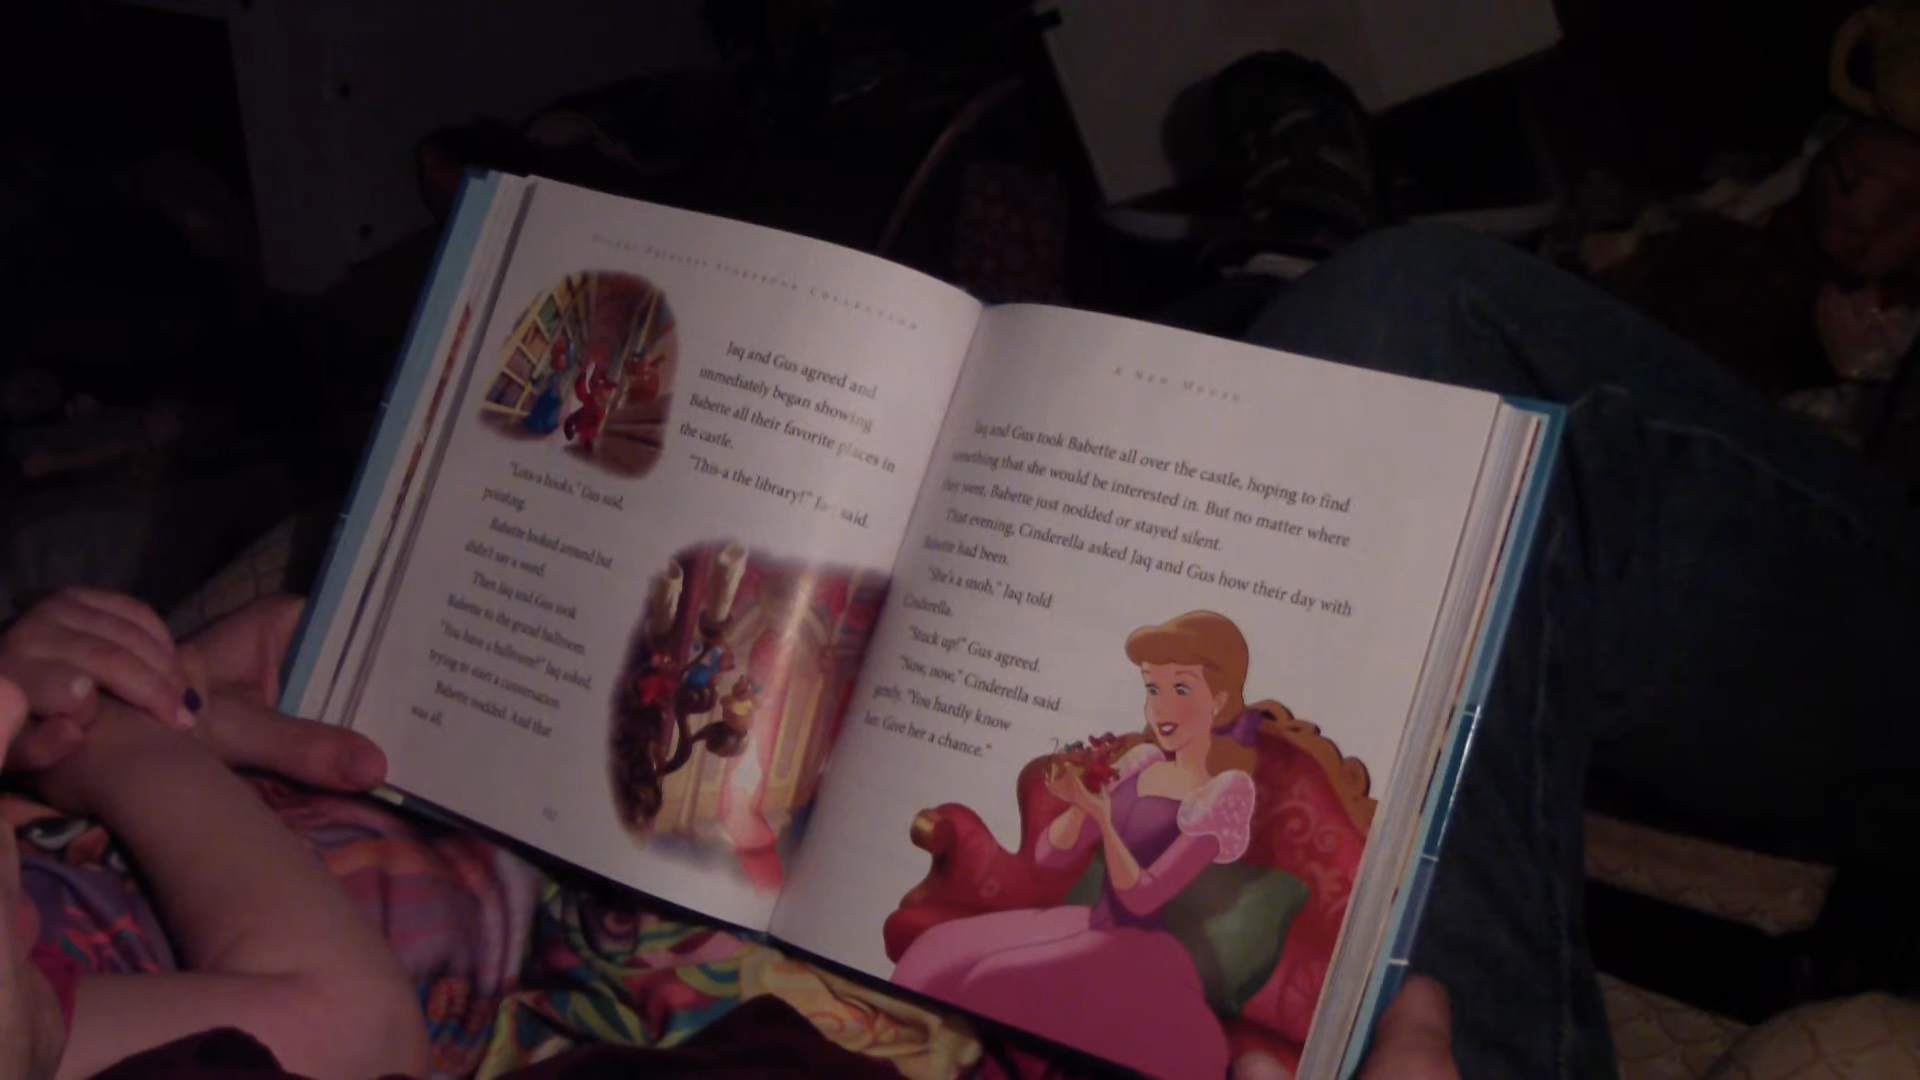 DISNEY PRINCESS STORYBOOK COLLECTION
Jaq and Gus agreed and
immediately began showing
Babette all their favorite places in
the castle.
"This-a the library!" Jaq said.
"Lots-a books," Gus said,
pointing.
Babette looked around but
didn't say a word.
Then Jaq and Gus took
Babette to the grand ballroom.
"You have a ballroom?" Jaq asked,
trying to start a conversation.
Babette nodded. And that
was all.
A NEW MOUSE
Jaq and Gus took Babette all over the castle, hoping to find
something that she would be interested in. But no matter where
they went, Babette just nodded or stayed silent.
That evening, Cinderella asked Jaq and Gus how their day with
Babette had been.
"She's a snob," Jaq told
Cinderella.
"Stuck up!" Gus agreed.
"Now, now," Cinderella said
gently. "You hardly know
her. Give her a chance."